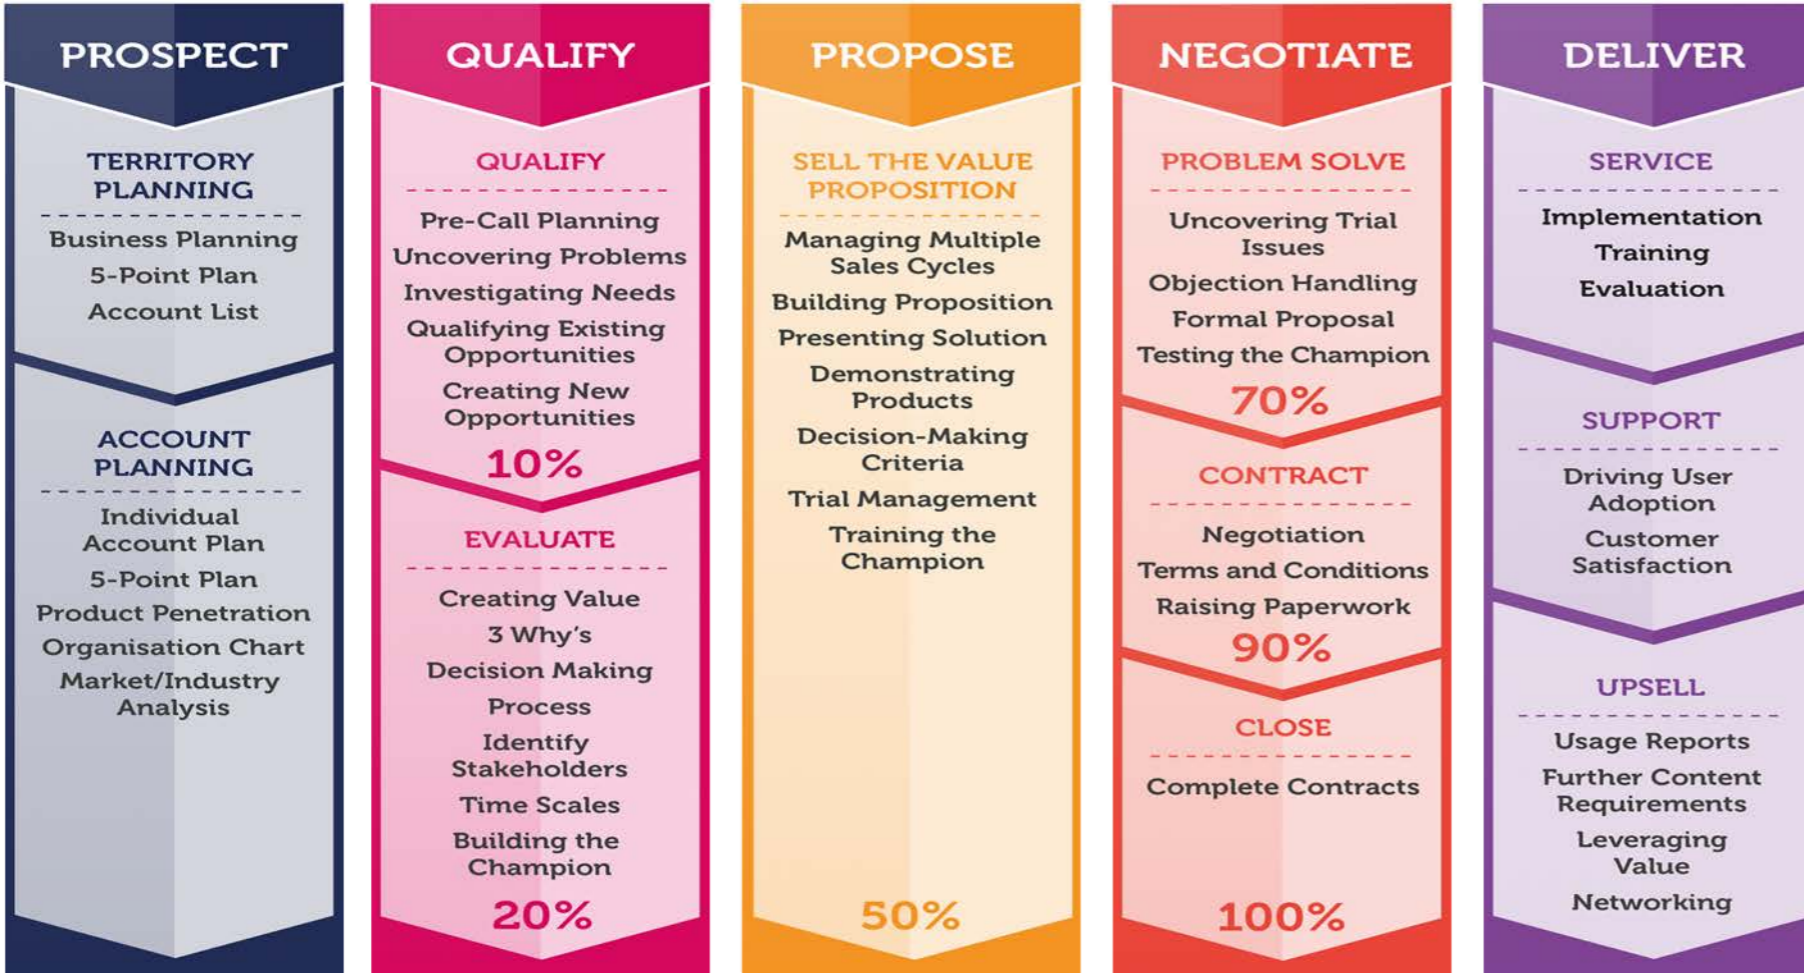 PROSPECT
TERRITORY
PLANNING
Business Planning
5-Point Plan
Account List
ACCOUNT
PLANNING
Individual
Account Plan
5-Point Plan
Product Penetration
Organisation Chart
Market/Industry
Analysis
QUALIFY
QUALIFY
Pre-Call Planning
Uncovering Problems
Investigating Needs
Qualifying Existing
Opportunities
Creating New
Opportunities
10%
EVALUATE
Creating Value
3 Why's
Decision Making
Process
Identify
Stakeholders
Time Scales
Building the
Champion
20%
PROPOSE
SELL THE VALUE
PROPOSITION
Managing Multiple
Sales Cycles
Building Proposition
Presenting Solution
Demonstrating
Products
Decision-Making
Criteria
Trial Management
Training the
Champion
50%
NEGOTIATE
PROBLEM SOLVE
Uncovering Trial
Issues
Objection Handling
Formal Proposal
Testing the Champion
70%
CONTRACT
Negotiation
Terms and Conditions
Raising Paperwork
90%
CLOSE
Complete Contracts
100%
DELIVER
SERVICE
Implementation
Training
Evaluation
SUPPORT
Driving User
Adoption
Customer
Satisfaction
UPSELL
Usage Reports
Further Content
Requirements
Leveraging
Value
Networking